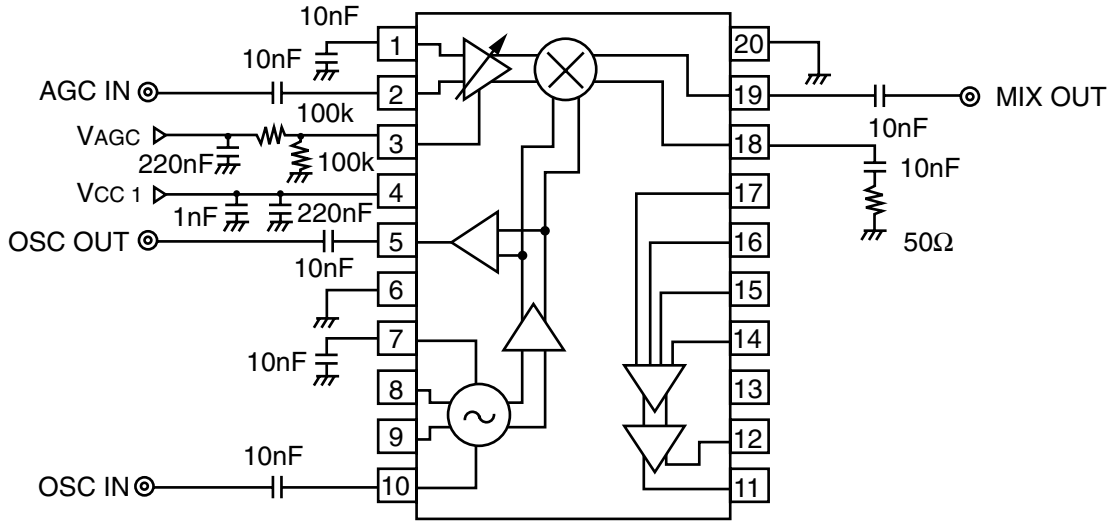 10nF
1
20
10nF
AGC IN
2
19
MIX OUT
100k
10nF
VAGC
3
18
220nF
100k
10nF
VCC 1
4
17
1nF
220nF
50Ω
OSC OUT
5
16
10nF
6
15
7
14
10nF
8
13
9
12
10nF
OSC IN
10
11